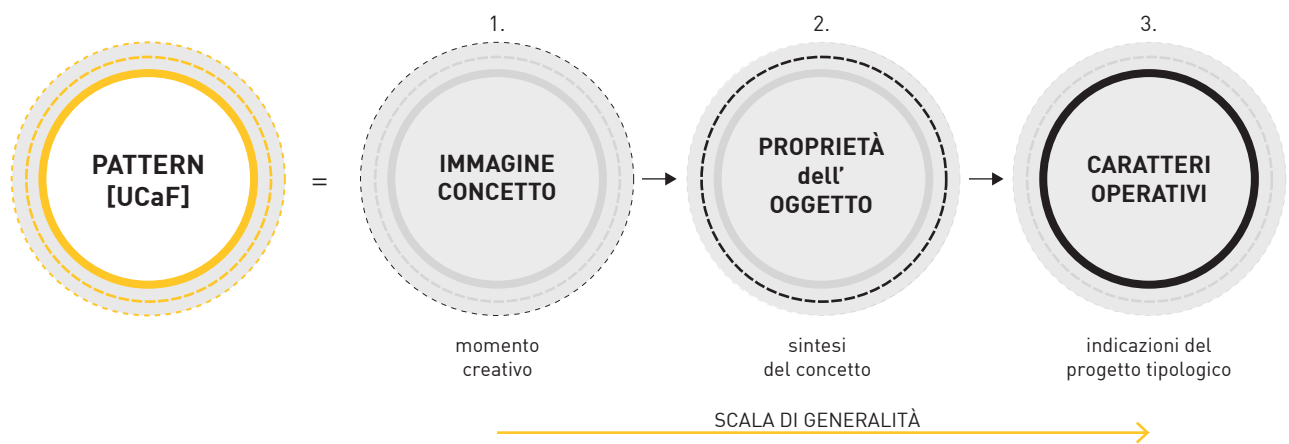 1.
2.
3.
PATTERN
[UCaF]
=
IMMAGINE
CONCETTO
PROPRIETÀ
dell'
OGGETTO
CARATTERI
OPERATIVI
momento
creativo
sintesi
del concetto
indicazioni del
progetto tipologico
SCALA DI GENERALITÀ